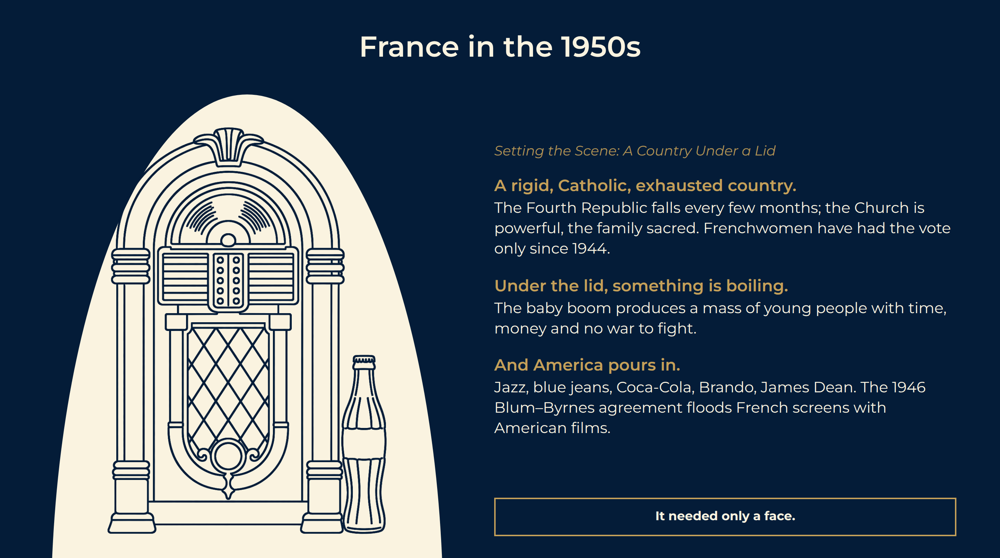 France in the 1950s
Setting the Scene: A Country Under a Lid
A rigid, Catholic, exhausted country.
The Fourth Republic falls every few months; the Church is
powerful, the family sacred. Frenchwomen have had the vote
only since 1944.
Under the lid, something is boiling.
The baby boom produces a mass of young people with time,
money and no war to fight.
And America pours in.
Jazz, blue jeans, Coca-Cola, Brando, James Dean. The 1946
Blum–Byrnes agreement floods French screens with
American films.
It needed only a face.